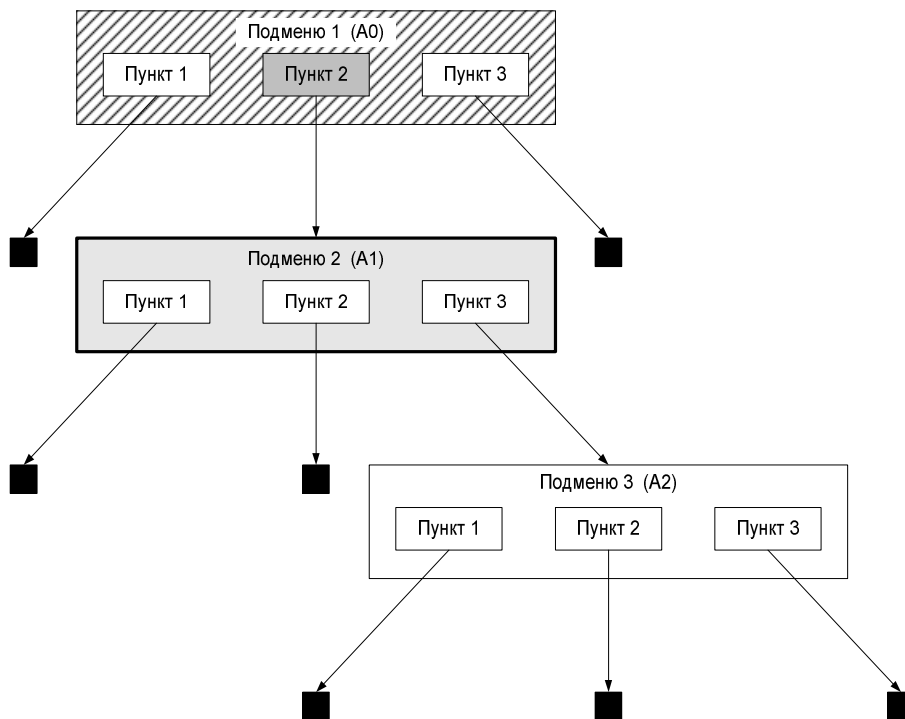 Подменю 1 (A0)
Пункт 1
Пункт 2
Пункт 3
Подменю 2 (A1)
Пункт 1
Пункт 2
Пункт 3
Подменю 3 (A2)
Пункт 1
Пункт 2
Пункт 3